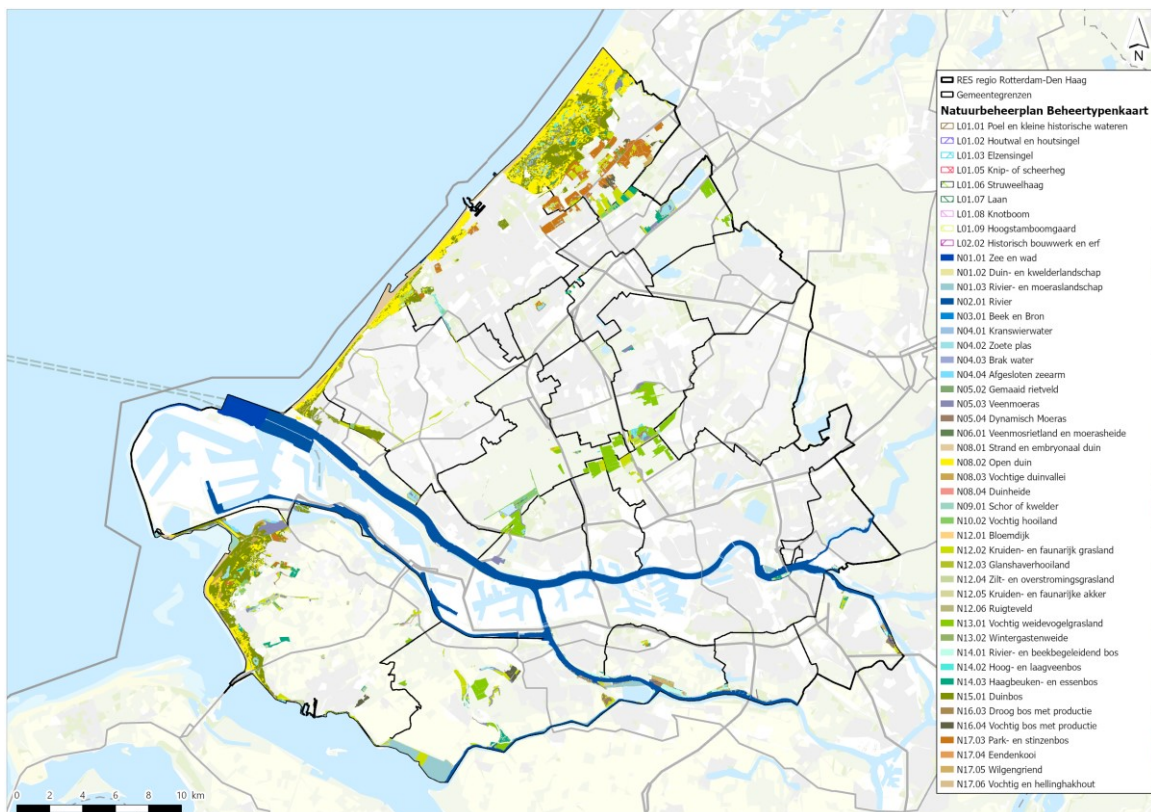 N
RES regio Rotterdam-Den Haag
Gemeentegrenzen
Natuurbeheerplan Beheertypenkaart
L01.01 Poel en kleine historische wateren
L01.02 Houtwal en houtsingel
L01.03 Elzensingel
L01.05 Knip- of scheerheg
L01.06 Struweelhaag
L01.07 Laan
L01.08 Knotboom
L01.09 Hoogstamboomgaard
L02.02 Historisch bouwwerk en erf
N01.01 Zee en wad
N01.02 Duin- en kwelderlandschap
N01.03 Rivier- en moeraslandschap
N02.01 Rivier
N03.01 Beek en Bron
N04.01 Kranswierwater
N04.02 Zoete plas
N04.03 Brak water
N04.04 Afgesloten zeearm
N05.02 Gemaaid rietveld
N05.03 Veenmoeras
N05.04 Dynamisch Moeras
N06.01 Veenmosrietland en moerasheide
N08.01 Strand en embryonaal duin
N08.02 Open duin
N08.03 Vochtige duinvallei
N08.04 Duinheide
N09.01 Schor of kwelder
N10.02 Vochtig hooiland
N12.01 Bloemdijk
N12.02 Kruiden- en faunarijk grasland
N12.03 Glanshaverhooiland
N12.04 Zilt- en overstromingsgrasland
N12.05 Kruiden- en faunarijke akker
N12.06 Ruigteveld
N13.01 Vochtig weidevogelgrasland
N13.02 Wintergastenweide
N14.01 Rivier- en beekbegeleidend bos
N14.02 Hoog- en laagveenbos
N14.03 Haagbeuken- en essenbos
N15.01 Duinbos
N16.03 Droog bos met productie
N16.04 Vochtig bos met productie
N17.03 Park- en stinzenbos
N17.04 Eendenkooi
N17.05 Wilgengriend
N17.06 Vochtig en hellinghakhout
0 2 4 6 8 10 km